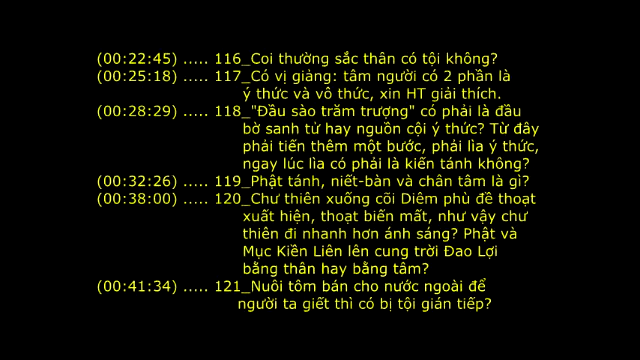 (00:22:45) ..... 116_Coi thường sắc thân có tội không?
(00:25:18) ..... 117_Có vị giảng: tâm người có 2 phần là
ý thức và vô thức, xin HT giải thích.
(00:28:29) ..... 118_"Đầu sào trăm trượng" có phải là đầu
bờ sanh tử hay nguồn cội ý thức? Từ đây
phải tiến thêm một bước, phải lìa ý thức,
ngay lúc lìa có phải là kiến tánh không?
(00:32:26) ..... 119_Phật tánh, niết-bàn và chân tâm là gì?
(00:38:00) ..... 120_Chư thiên xuống cõi Diêm phù đề thoạt
xuất hiện, thoạt biến mất, như vậy chư
thiên đi nhanh hơn ánh sáng? Phật và
Mục Kiền Liên lên cung trời Đao Lợi
bằng thân hay bằng tâm?
(00:41:34) ..... 121_Nuôi tôm bán cho nước ngoài để
người ta giết thì có bị tội gián tiếp?